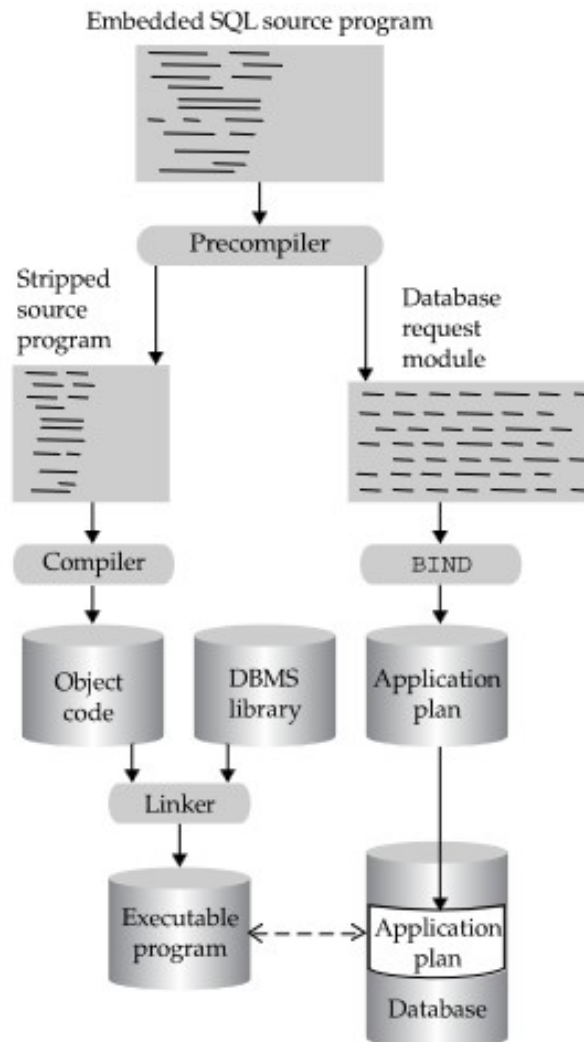 Embedded SQL source program
Precompiler
Stripped
source
program
Database
request
module
Compiler
BIND
Object
code
DBMS
library
Application
plan
Linker
Executable
program
Application
plan
Database